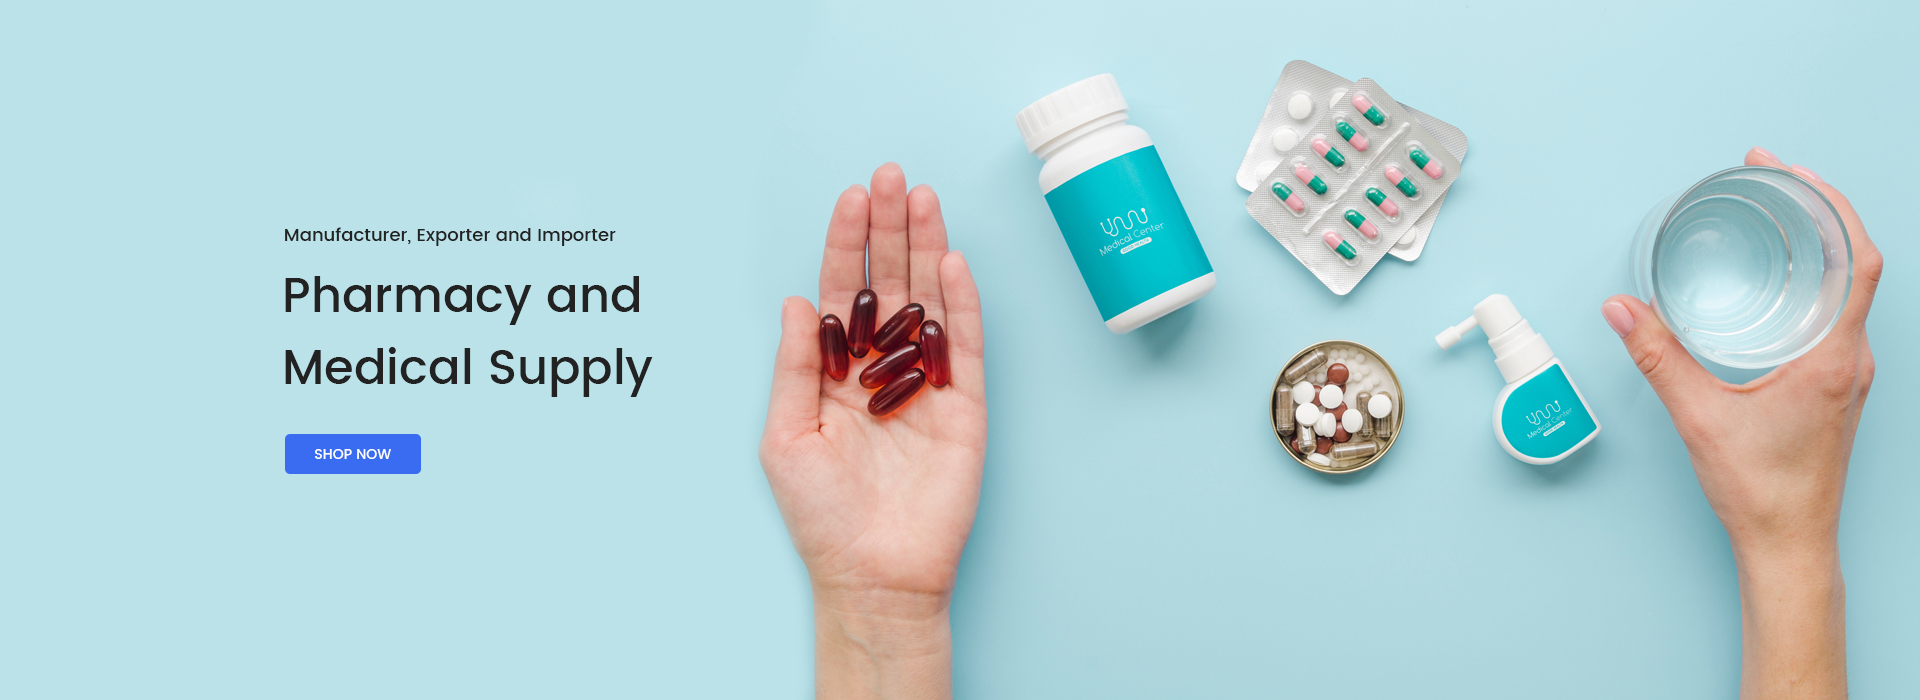 Manufacturer, Exporter and Importer
Pharmacy and
Medical Supply
SHOP NOW
Medical Center
Medical Center